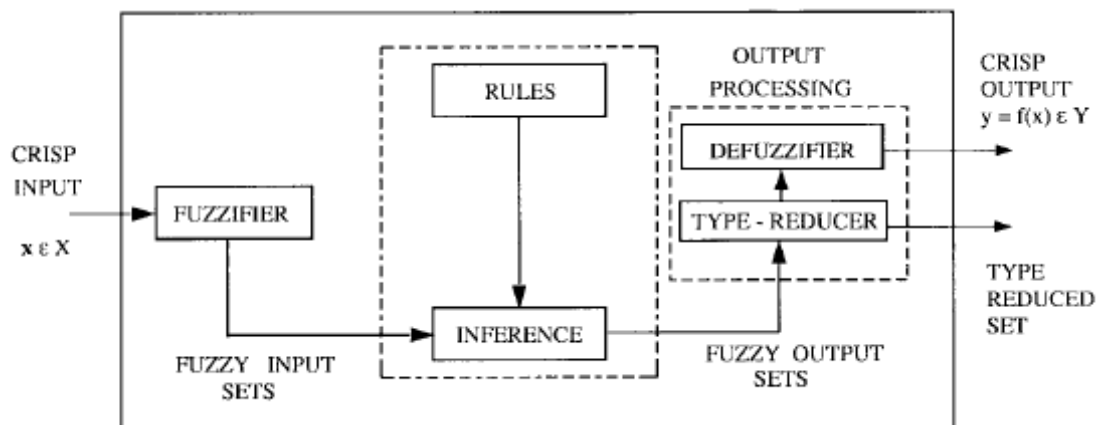 CRISP
INPUT
x ε X
FUZZIFIER
FUZZY INPUT
SETS
RULES
INFERENCE
OUTPUT
PROCESSING
DEFUZZIFIER
TYPE - REDUCER
FUZZY OUTPUT
SETS
CRISP
OUTPUT
y = f(x) ε Y
TYPE
REDUCED
SET